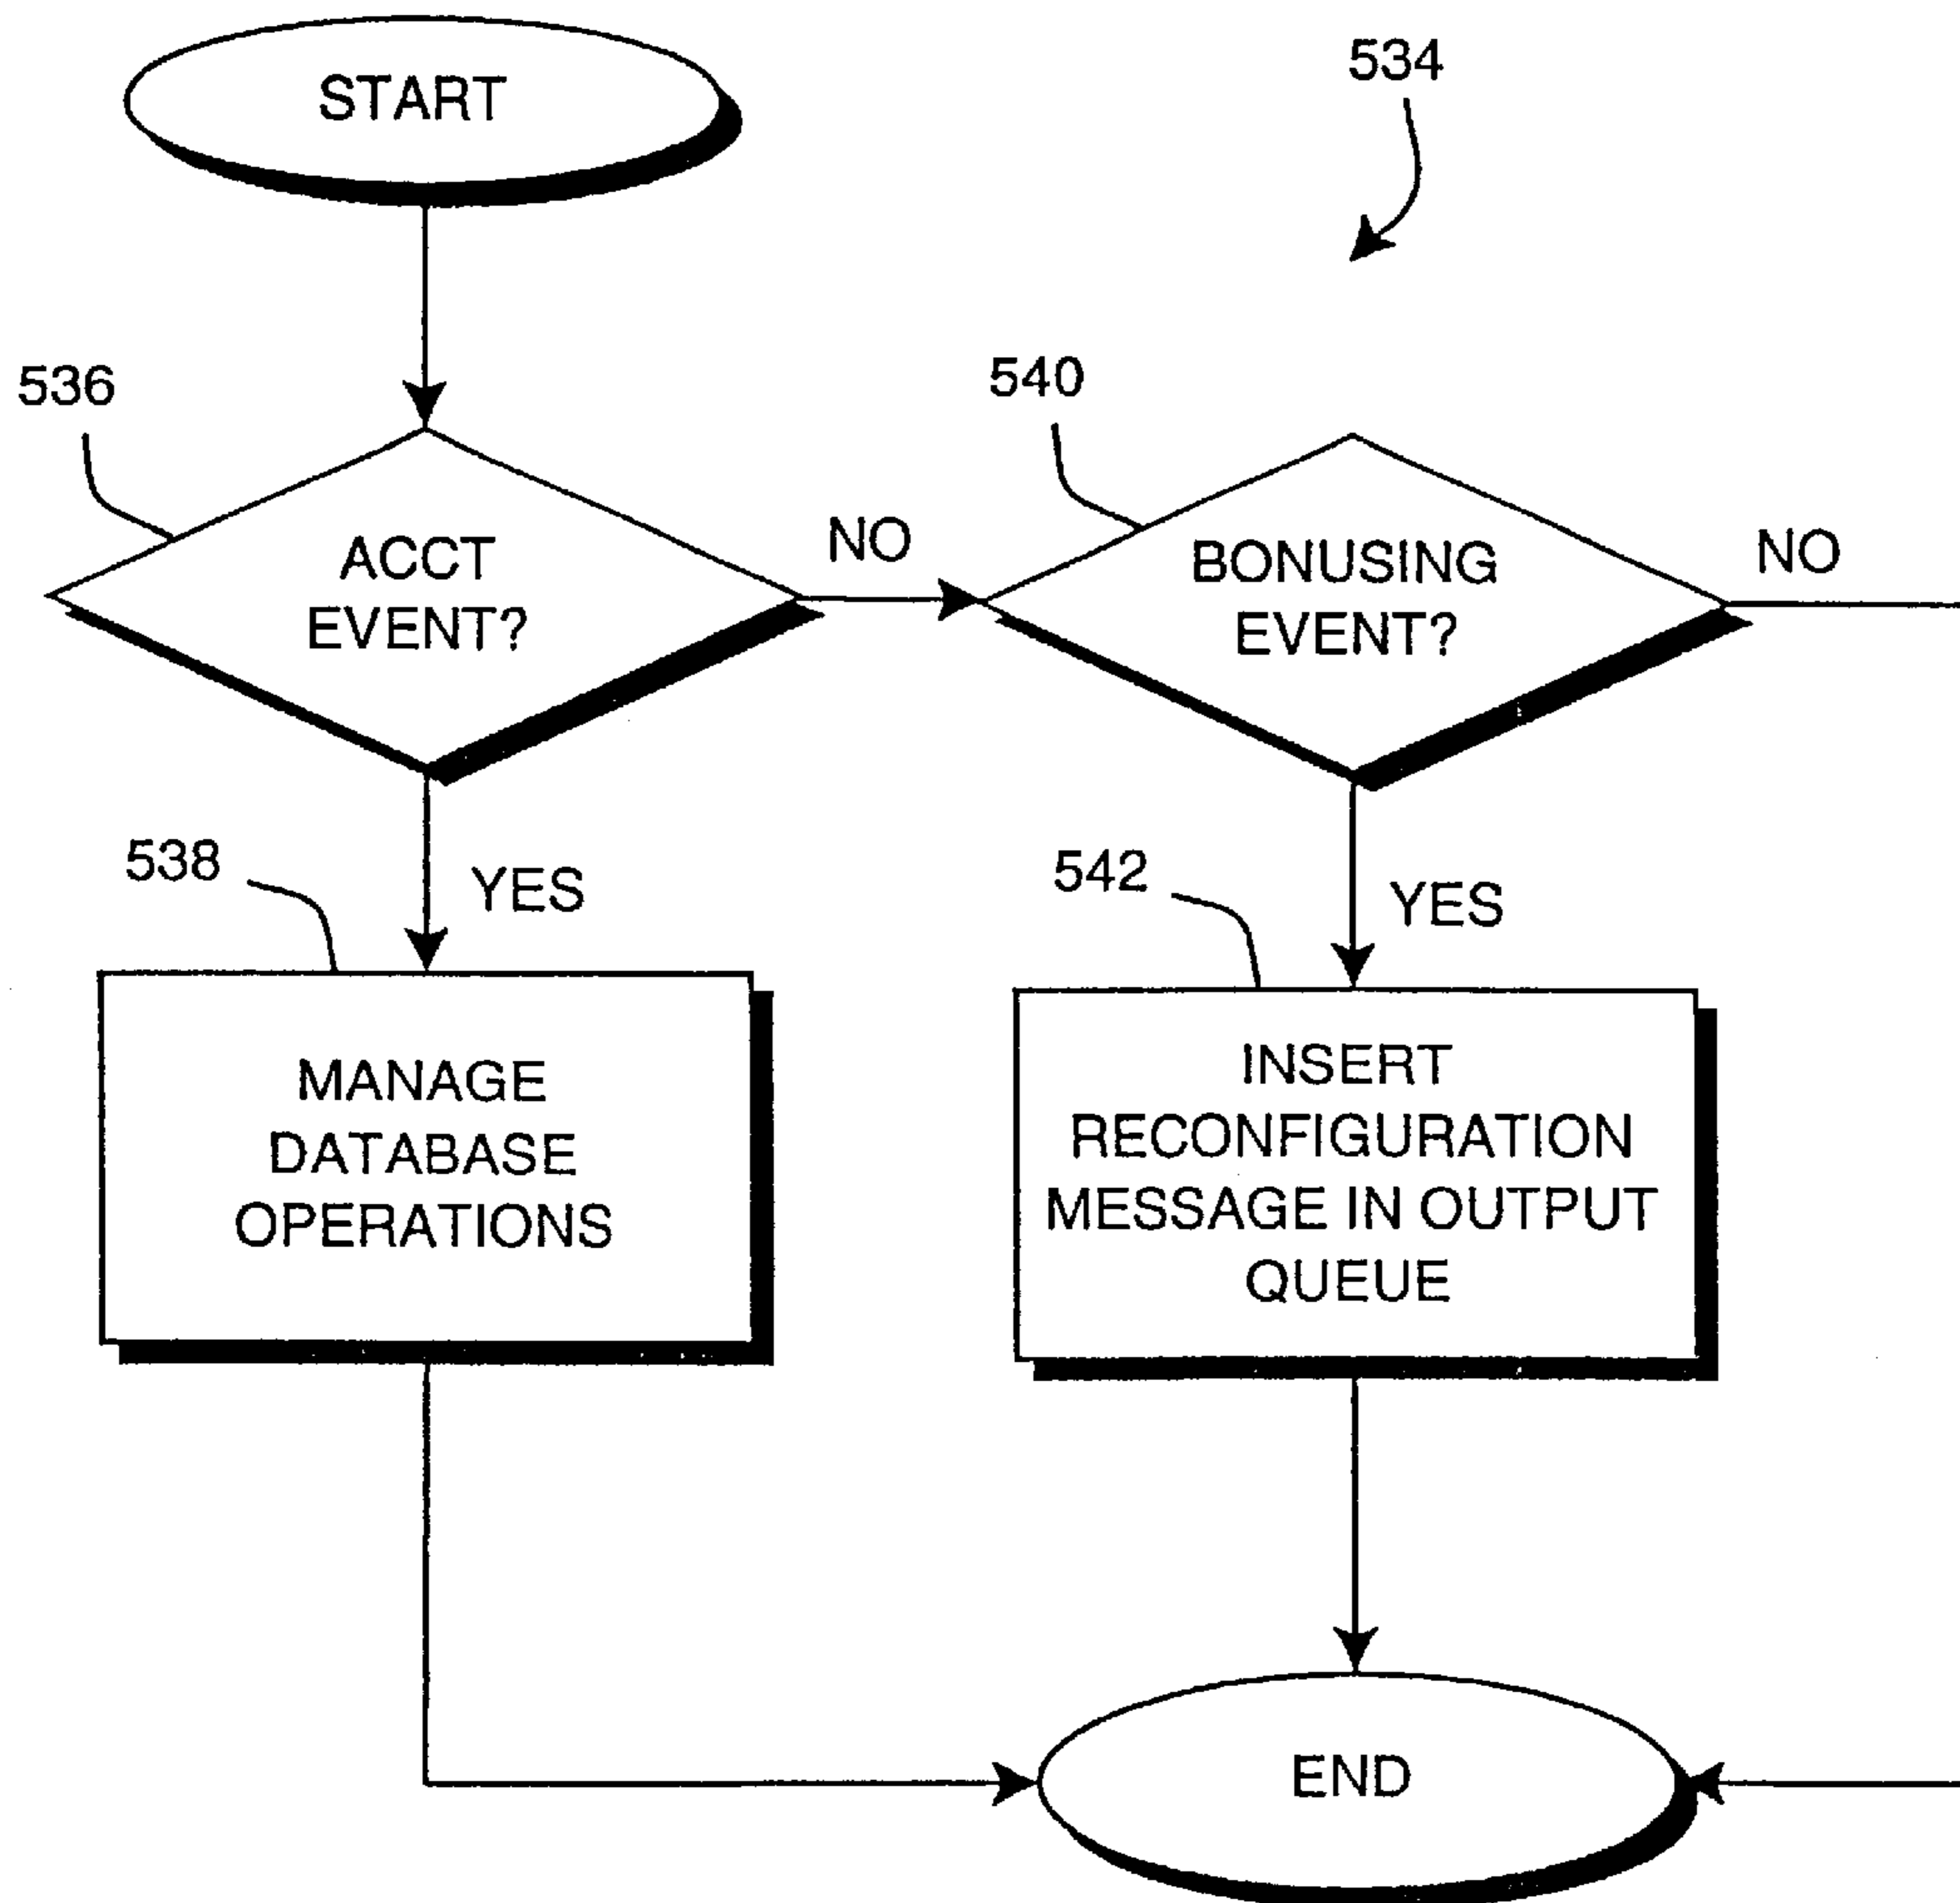 START
534
536
ACCT
EVENT?
NO
540
BONUSING
EVENT?
NO
538
YES
542
YES
MANAGE
DATABASE
OPERATIONS
INSERT
RECONFIGURATION
MESSAGE IN OUTPUT
QUEUE
END